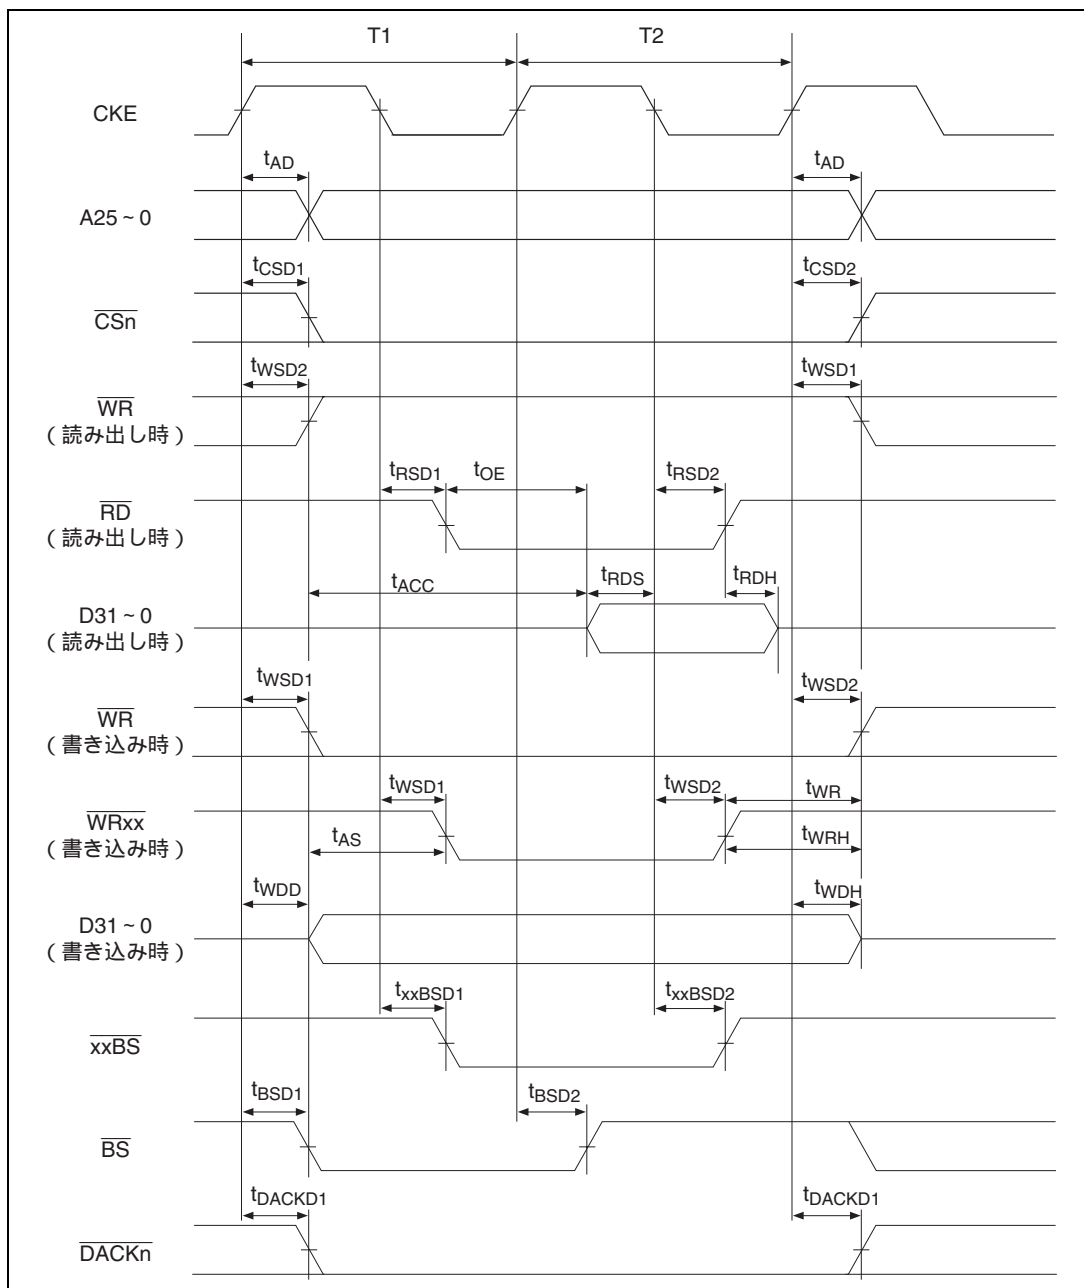 T1 T2
CKE
tAD tAD
A25 ~ 0
tCSD1 tCSD2
CSn
tWSD2 tWSD1
WR
(読み出し時)
tRSD1 tOE tRSD2
RD
(読み出し時)
tACC tRDS tRDH
D31 ~ 0
(読み出し時)
tWSD1 tWSD2
WR
(書き込み時)
tWSD1 tWSD2 tWR
WRxx
(書き込み時)
tAS tWRH
tWDD tWDH
D31 ~ 0
(書き込み時)
txxBSD1 txxBSD2
xxBS
tBSD1 tBSD2
BS
tDACKD1 tDACKD1
DACKn